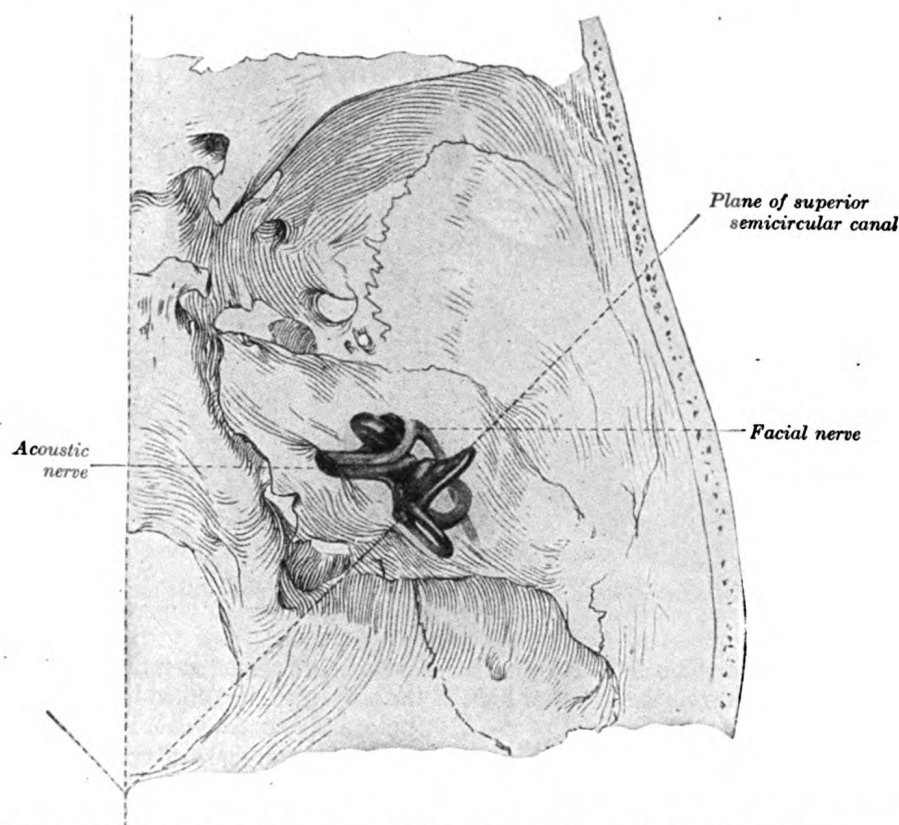 Plane of superior
semicircular canal
Facial nerve
Acoustic
nerve